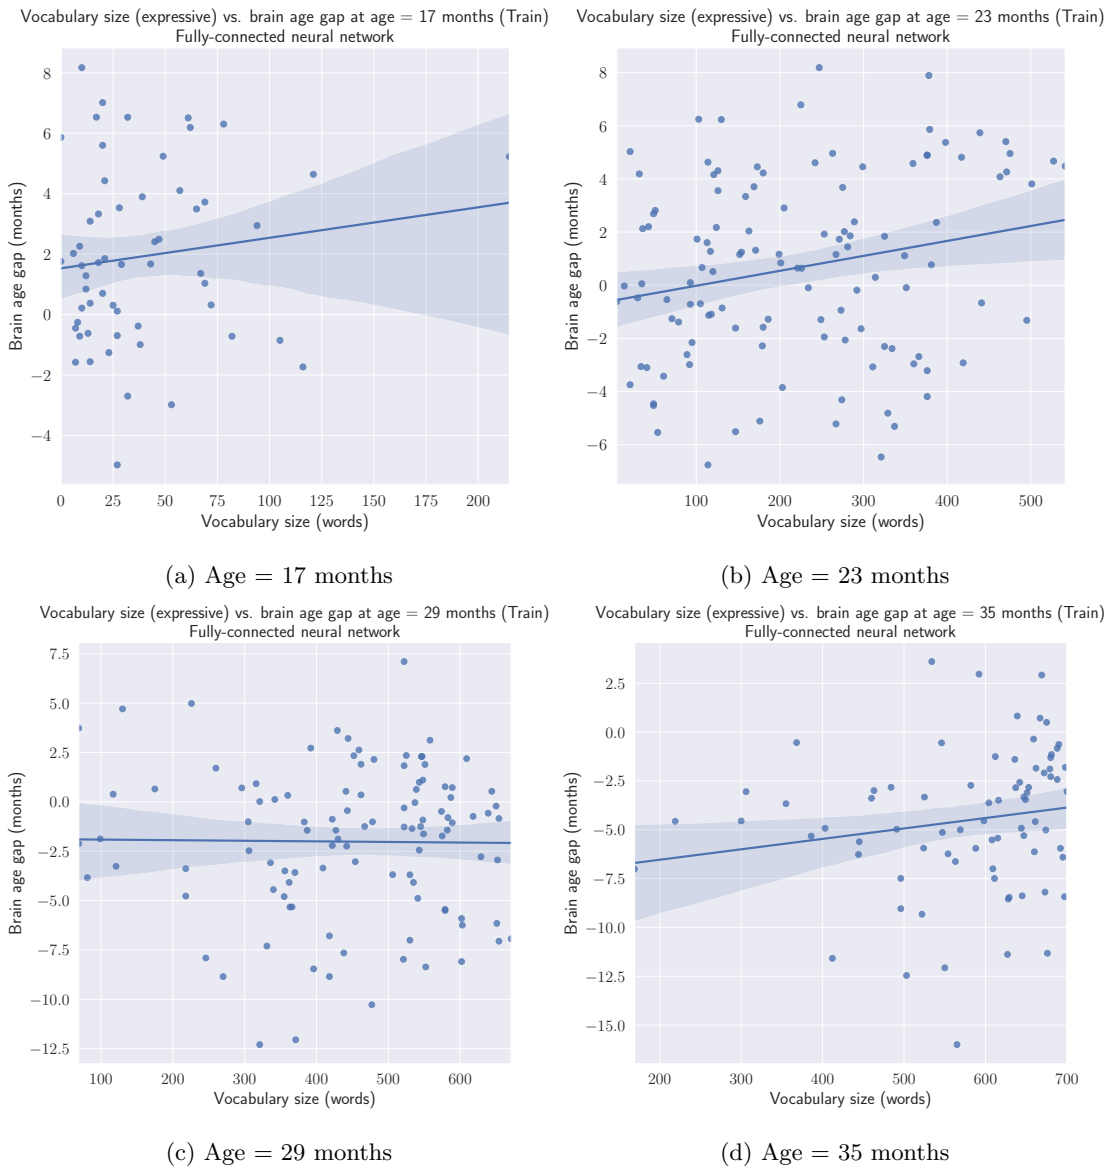 Vocabulary size (expressive) vs. brain age gap at age = 17 months (Train)
Fully-connected neural network
Brain age gap (months)
8
6
4
2
0
−2
−4
0 25 50 75 100 125 150 175 200
Vocabulary size (words)
(a) Age = 17 months
Vocabulary size (expressive) vs. brain age gap at age = 23 months (Train)
Fully-connected neural network
Brain age gap (months)
8
6
4
2
0
−2
−4
−6
100 200 300 400 500
Vocabulary size (words)
(b) Age = 23 months
Vocabulary size (expressive) vs. brain age gap at age = 29 months (Train)
Fully-connected neural network
Brain age gap (months)
7.5
5.0
2.5
0.0
−2.5
−5.0
−7.5
−10.0
−12.5
100 200 300 400 500 600
Vocabulary size (words)
(c) Age = 29 months
Vocabulary size (expressive) vs. brain age gap at age = 35 months (Train)
Fully-connected neural network
Brain age gap (months)
2.5
0.0
−2.5
−5.0
−7.5
−10.0
−12.5
−15.0
200 300 400 500 600 700
Vocabulary size (words)
(d) Age = 35 months